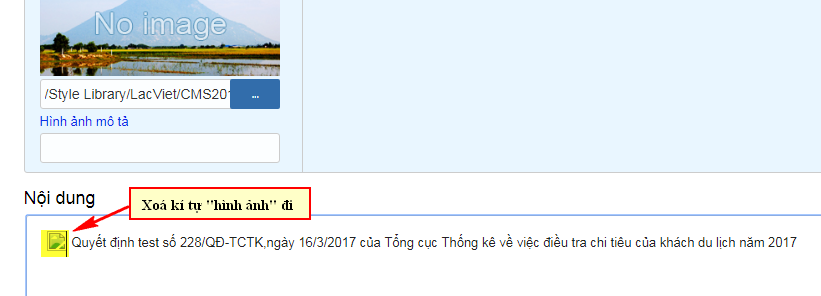 No image
/Style Library/LacViet/CMS201
...
Hình ảnh mô tả
Nội dung
Xoá kí tự "hình ảnh" đi
Quyết định test số 228/QĐ-TCTK,ngày 16/3/2017 của Tổng cục Thống kê về việc điều tra chi tiêu của khách du lịch năm 2017